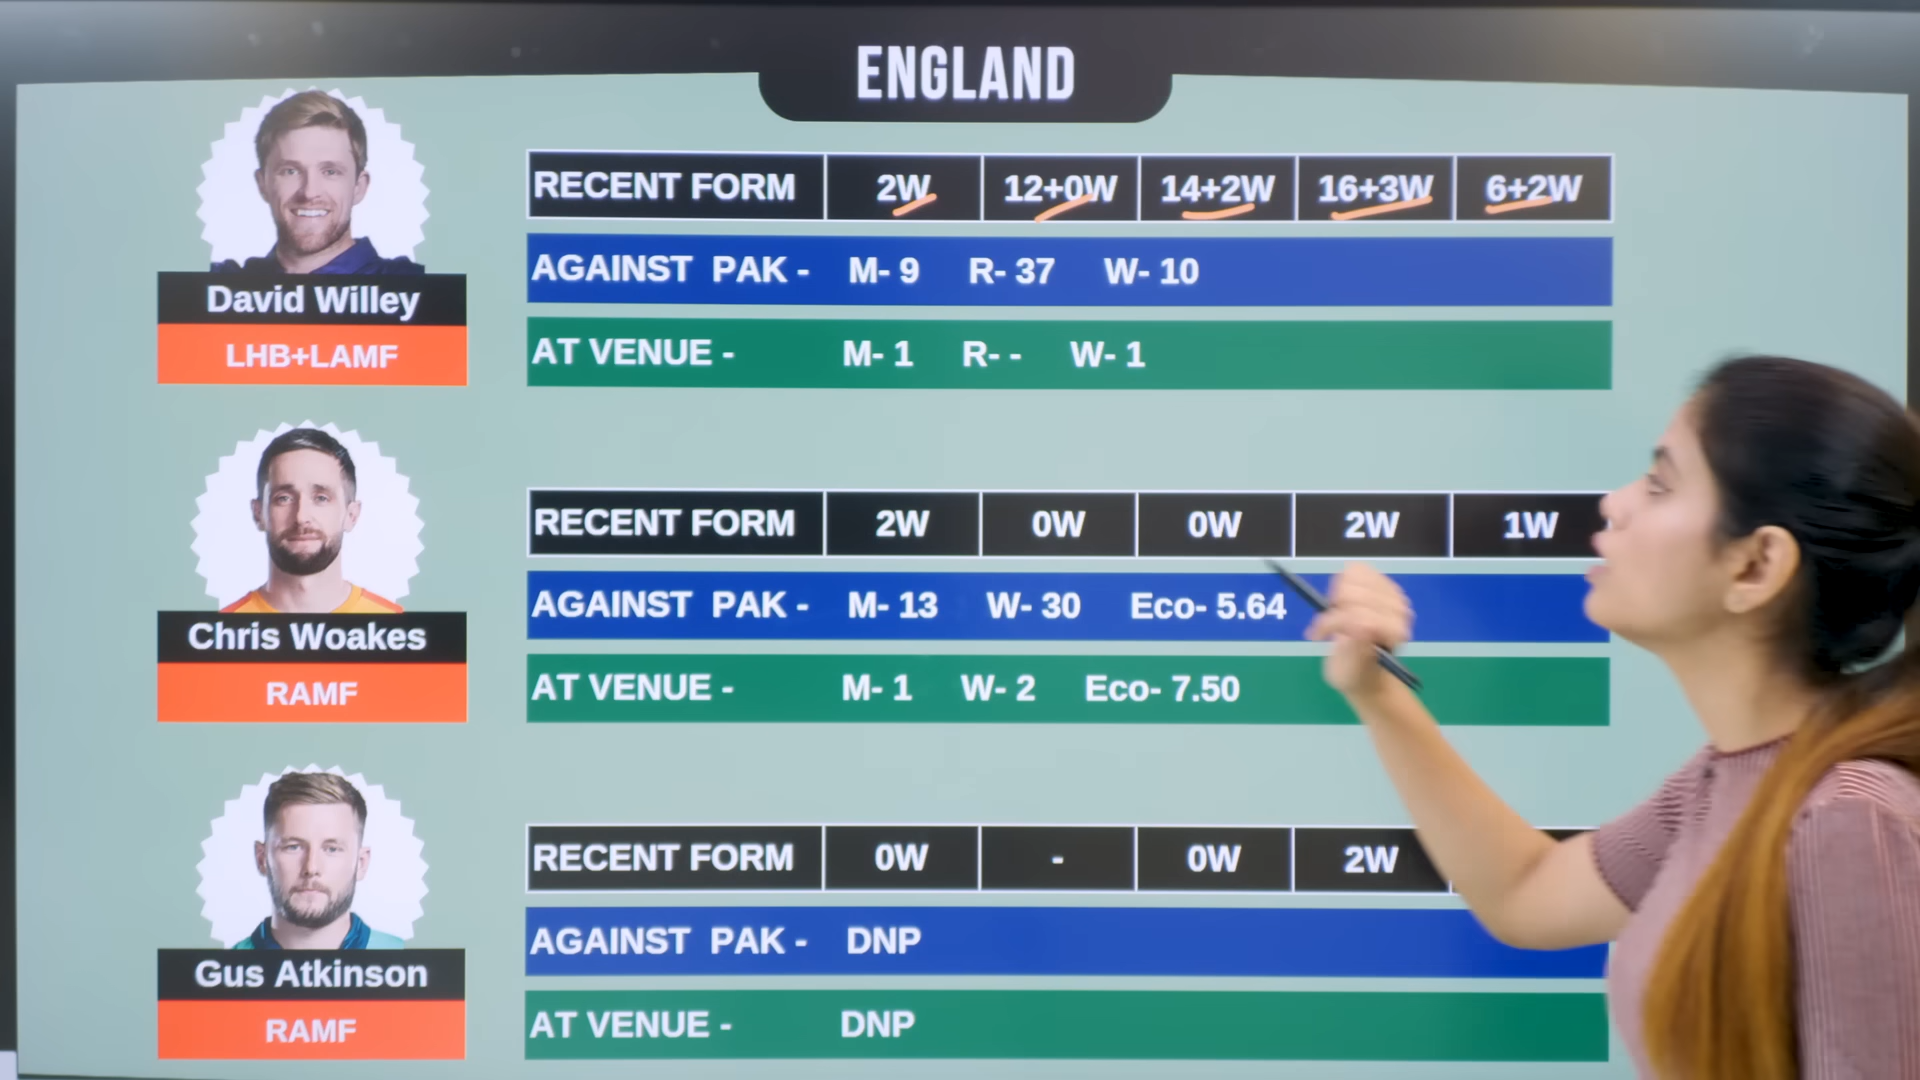 ENGLAND
RECENT FORM 2W 12+0W 14+2W 16+3W 6+2W
AGAINST PAK - M- 9 R- 37 W- 10
AT VENUE - M- 1 R- - W- 1
David Willey
LHB+LAMF
RECENT FORM 2W 0W 0W 2W 1W
AGAINST PAK - M- 13 W- 30 Eco- 5.64
AT VENUE - M- 1 W- 2 Eco- 7.50
Chris Woakes
RAMF
RECENT FORM 0W - 0W 2W
AGAINST PAK - DNP
AT VENUE - DNP
Gus Atkinson
RAMF